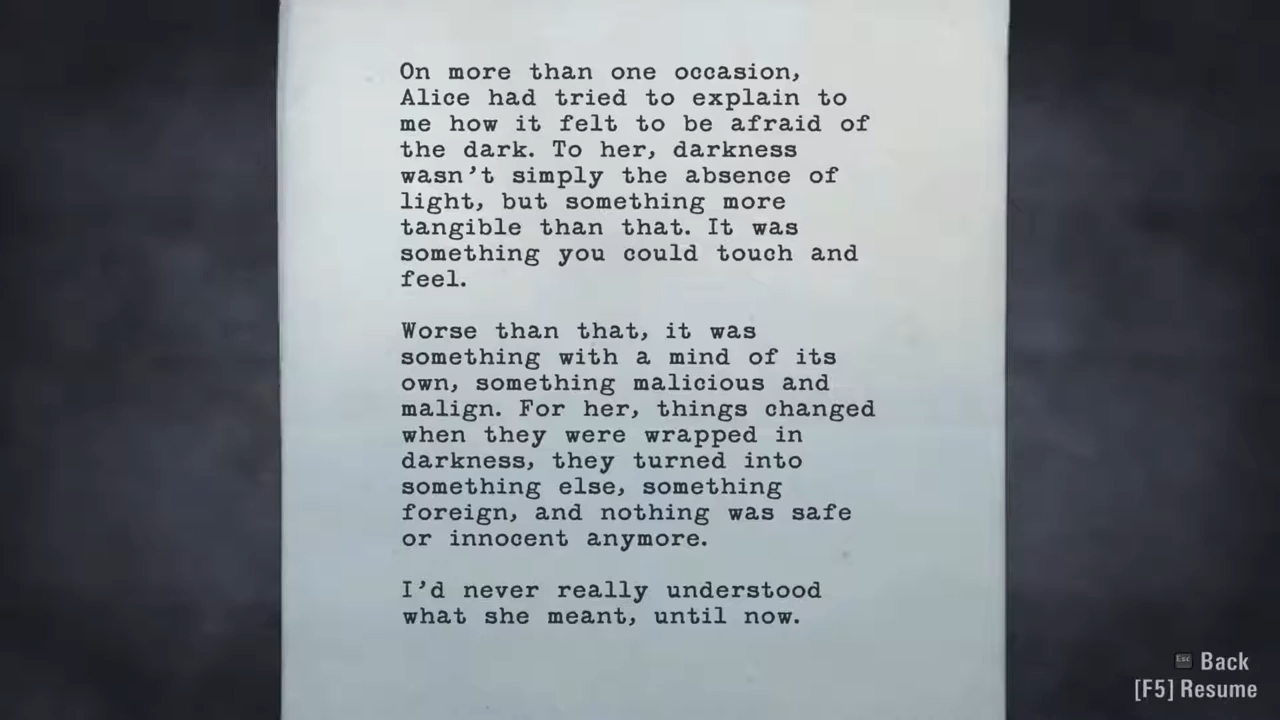 On more than one occasion,
Alice had tried to explain to
me how it felt to be afraid of
the dark. To her, darkness
wasn't simply the absence of
light, but something more
tangible than that. It was
something you could touch and
feel.
Worse than that, it was
something with a mind of its
own, something malicious and
malign. For her, things changed
when they were wrapped in
darkness, they turned into
something else, something
foreign, and nothing was safe
or innocent anymore.
I'd never really understood
what she meant, until now.
Esc Back
[F5] Resume